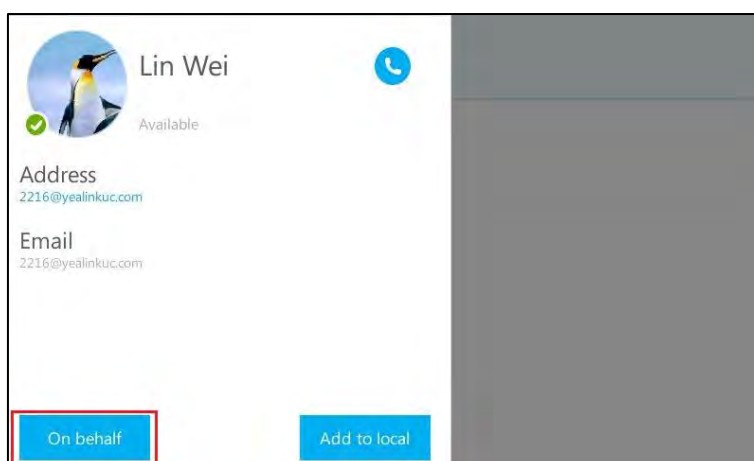 Lin Wei
Available
Address
2216@yealinkuc.com
Email
2216@yealinkuc.com
On behalf
Add to local